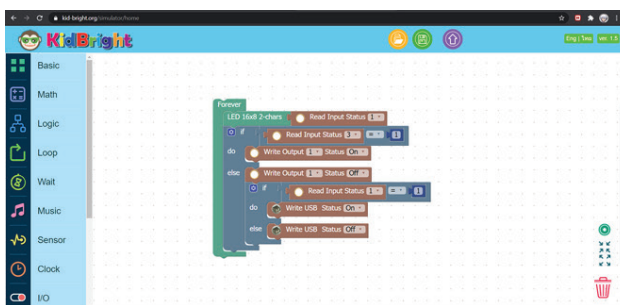 kid-bright.org/simulator/home
KidBright
Eng | ไทย ver. 1.5
Basic
Math
Logic
Loop
Wait
Music
Sensor
Clock
I/O
Forever
LED 16x8 2-chars Read Input Status 1
if Read Input Status 3 = 1
do Write Output 1 Status On
else Write Output 1 Status Off
if Read Input Status 1 = 1
do Write USB Status On
else Write USB Status Off